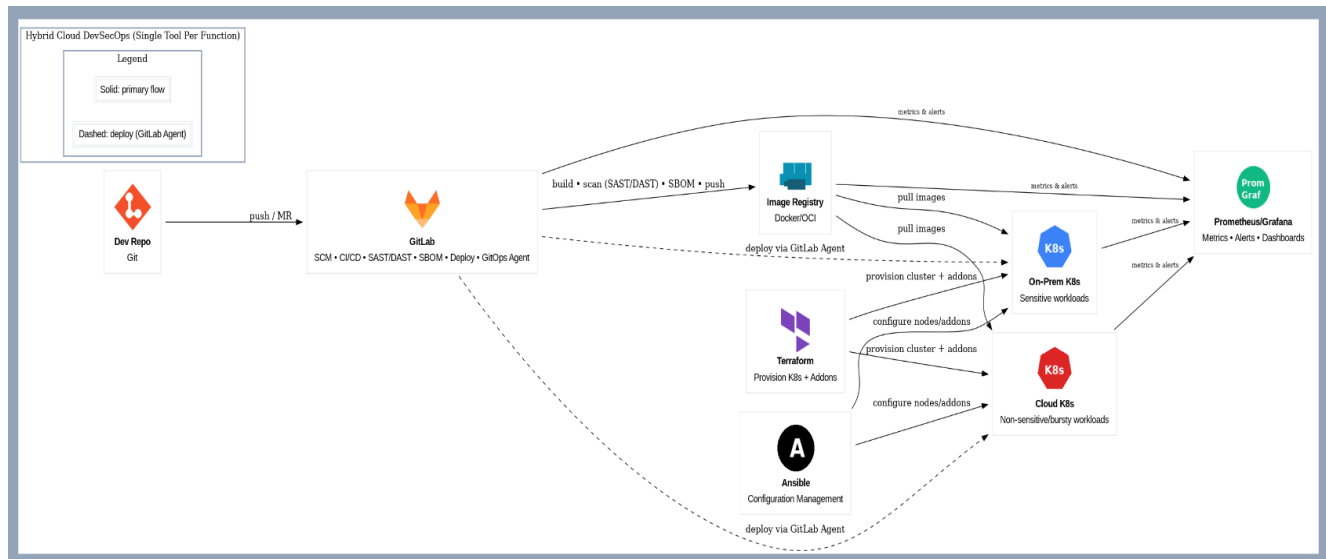 Hybrid Cloud DevSecOps (Single Tool Per Function)
Legend
Solid: primary flow
Dashed: deploy (GitLab Agent)
Dev Repo
Git
push / MR
GitLab
SCM • CI/CD • SAST/DAST • SBOM • Deploy • GitOps Agent
build • scan (SAST/DAST) • SBOM • push
metrics & alerts
Image Registry
Docker/OCI
metrics & alerts
pull images
pull images
deploy via GitLab Agent
provision cluster + addons
Terraform
Provision K8s + Addons
configure nodes/addons
provision cluster + addons
configure nodes/addons
A
Ansible
Configuration Management
deploy via GitLab Agent
K8s
On-Prem K8s
Sensitive workloads
K8s
Cloud K8s
Non-sensitive/bursty workloads
metrics & alerts
metrics & alerts
Prom
Graf
Prometheus/Grafana
Metrics • Alerts • Dashboards